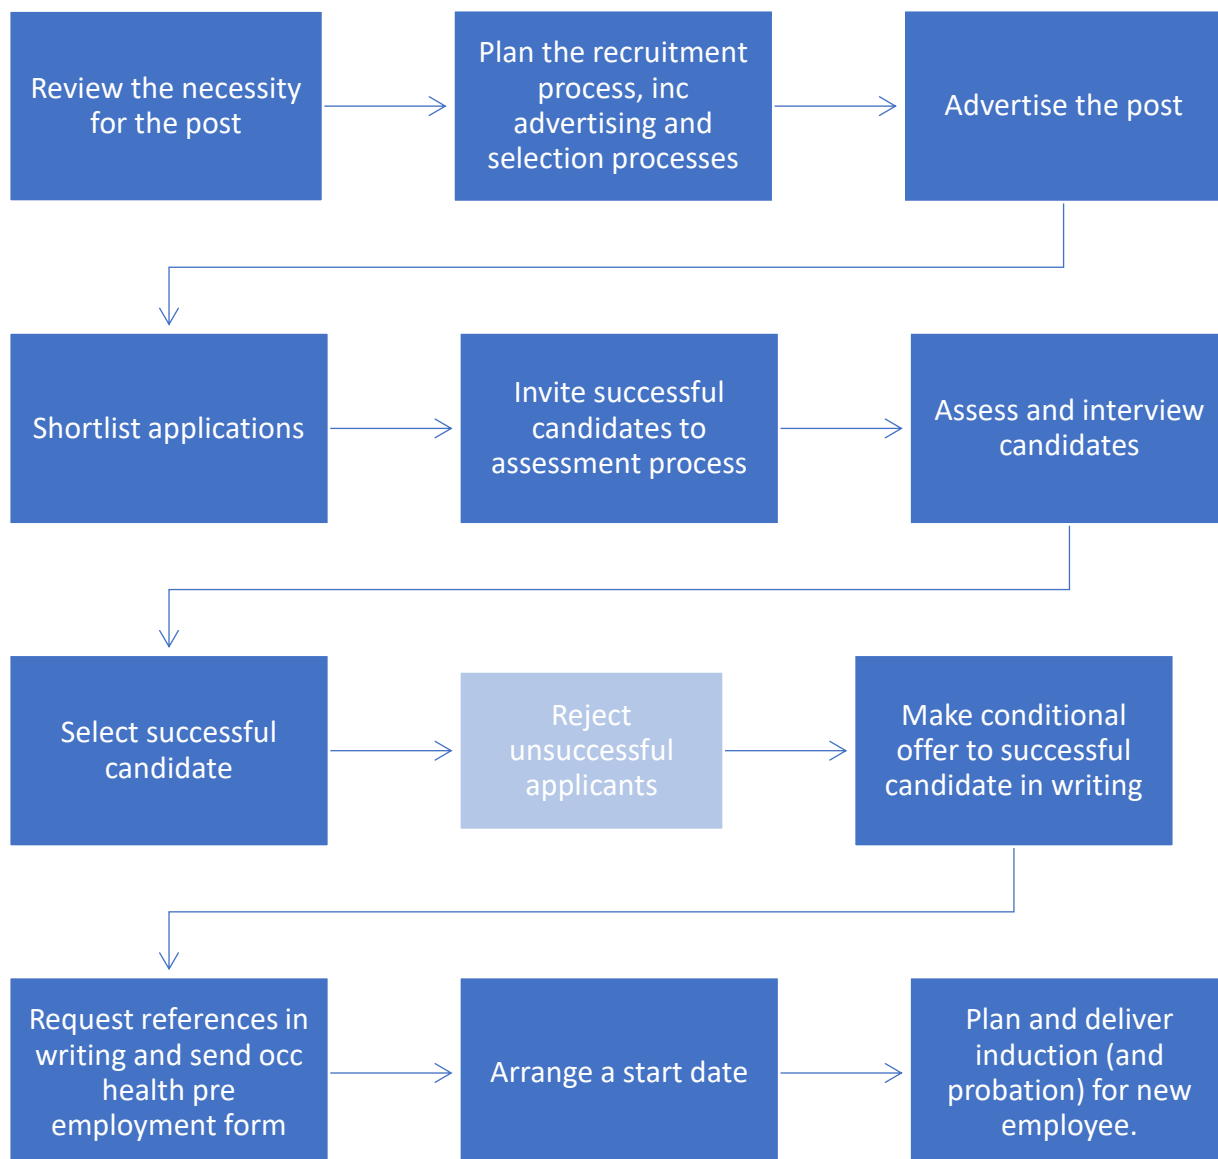 Review the necessity
for the post
Plan the recruitment
process, inc
advertising and
selection processes
Advertise the post
Shortlist applications
Invite successful
candidates to
assessment process
Assess and interview
candidates
Select successful
candidate
Reject
unsuccessful
applicants
Make conditional
offer to successful
candidate in writing
Request references in
writing and send occ
health pre
employment form
Arrange a start date
Plan and deliver
induction (and
probation) for new
employee.